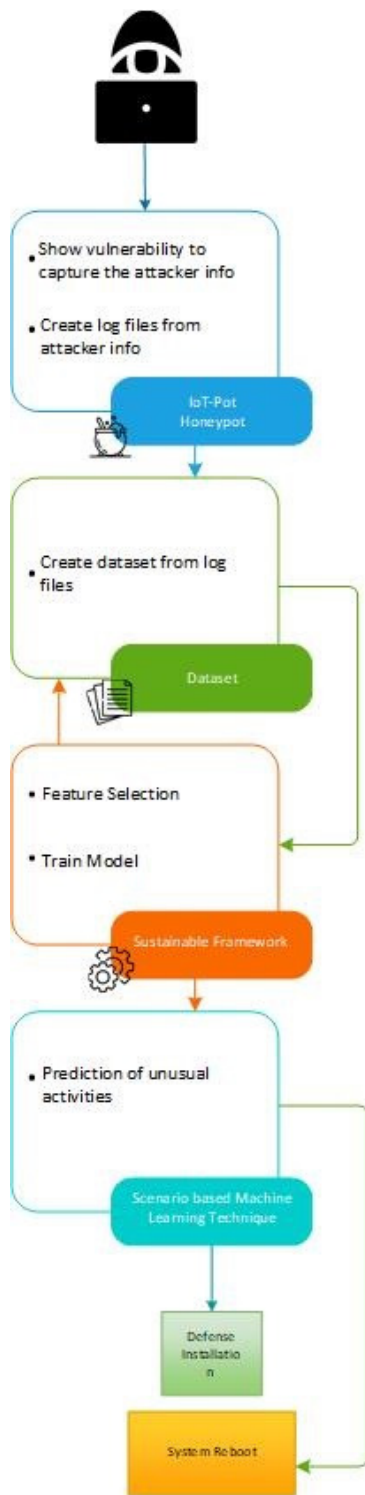 Show vulnerability to
capture the attacker info
Create log files from
attacker info
IoT-Pot
Honeypot
Create dataset from log
files
Dataset
Feature Selection
Train Model
Sustainable Framework
Prediction of unusual
activities
Scenario based Machine
Learning Technique
Defense
Installatio
n
System Reboot